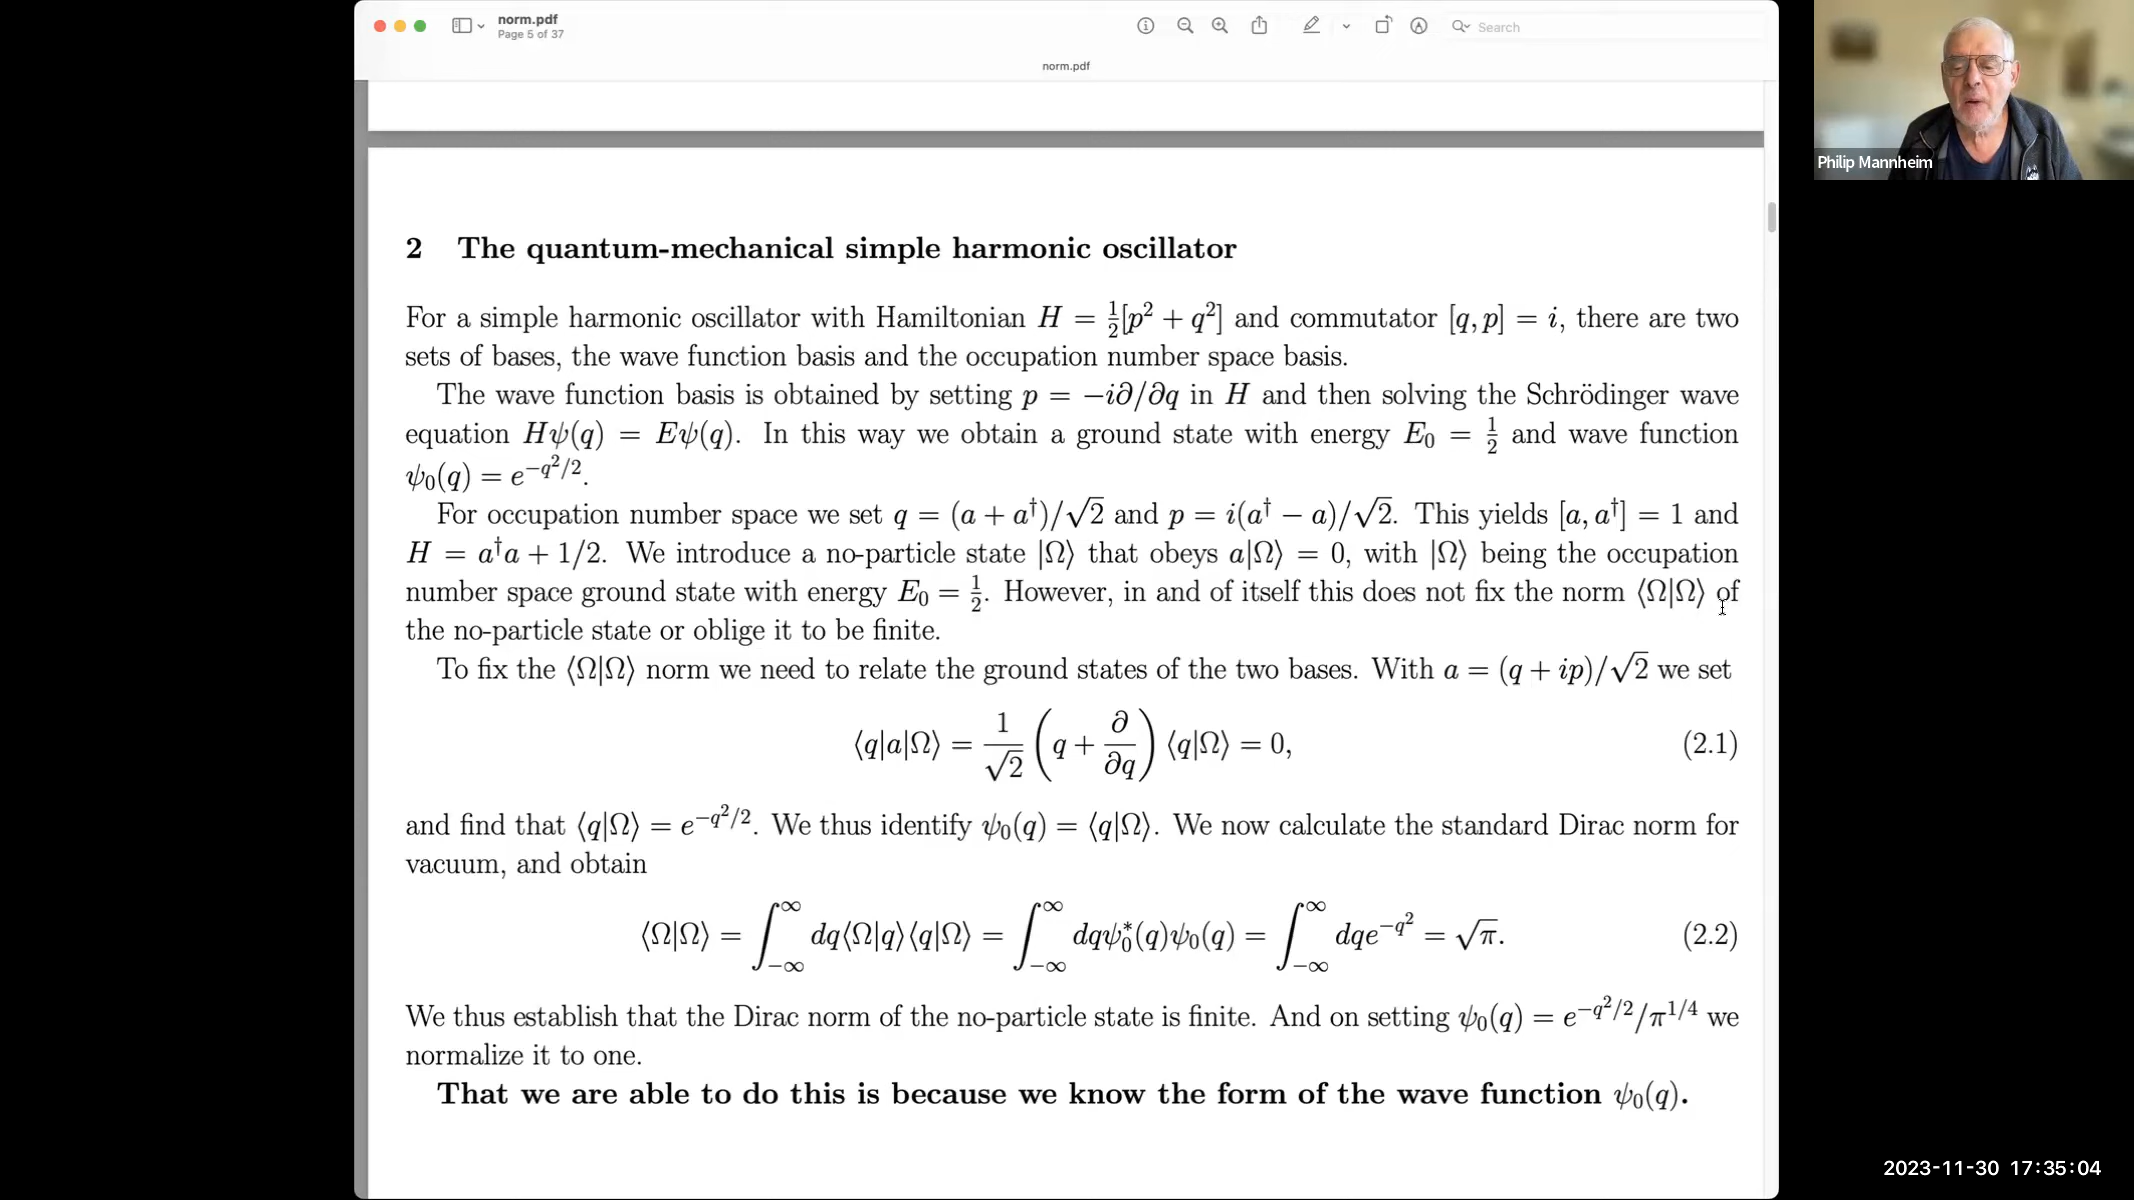 norm.pdf
Page 5 of 37
Search
norm.pdf
Philip Mannheim
2 The quantum-mechanical simple harmonic oscillator
For a simple harmonic oscillator with Hamiltonian H = ½[p² + q²] and commutator [q, p] = i, there are two
sets of bases, the wave function basis and the occupation number space basis.
The wave function basis is obtained by setting p = −i∂/∂q in H and then solving the Schrödinger wave
equation Hψ(q) = Eψ(q). In this way we obtain a ground state with energy E₀ = ½ and wave function
ψ₀(q) = e^{−q²/2}.
For occupation number space we set q = (a + a†)/√2 and p = i(a† − a)/√2. This yields [a, a†] = 1 and
H = a†a + 1/2. We introduce a no-particle state |Ω⟩ that obeys a|Ω⟩ = 0, with |Ω⟩ being the occupation
number space ground state with energy E₀ = ½. However, in and of itself this does not fix the norm ⟨Ω|Ω⟩ of
the no-particle state or oblige it to be finite.
To fix the ⟨Ω|Ω⟩ norm we need to relate the ground states of the two bases. With a = (q + ip)/√2 we set
⟨q|a|Ω⟩ = 1/√2 (q + ∂/∂q) ⟨q|Ω⟩ = 0, (2.1)
and find that ⟨q|Ω⟩ = e^{−q²/2}. We thus identify ψ₀(q) = ⟨q|Ω⟩. We now calculate the standard Dirac norm for
vacuum, and obtain
⟨Ω|Ω⟩ = ∫_{−∞}^{∞} dq⟨Ω|q⟩⟨q|Ω⟩ = ∫_{−∞}^{∞} dqψ₀*(q)ψ₀(q) = ∫_{−∞}^{∞} dqe^{−q²} = √π. (2.2)
We thus establish that the Dirac norm of the no-particle state is finite. And on setting ψ₀(q) = e^{−q²/2}/π^{1/4} we
normalize it to one.
That we are able to do this is because we know the form of the wave function ψ₀(q).
2023-11-30 17:35:04